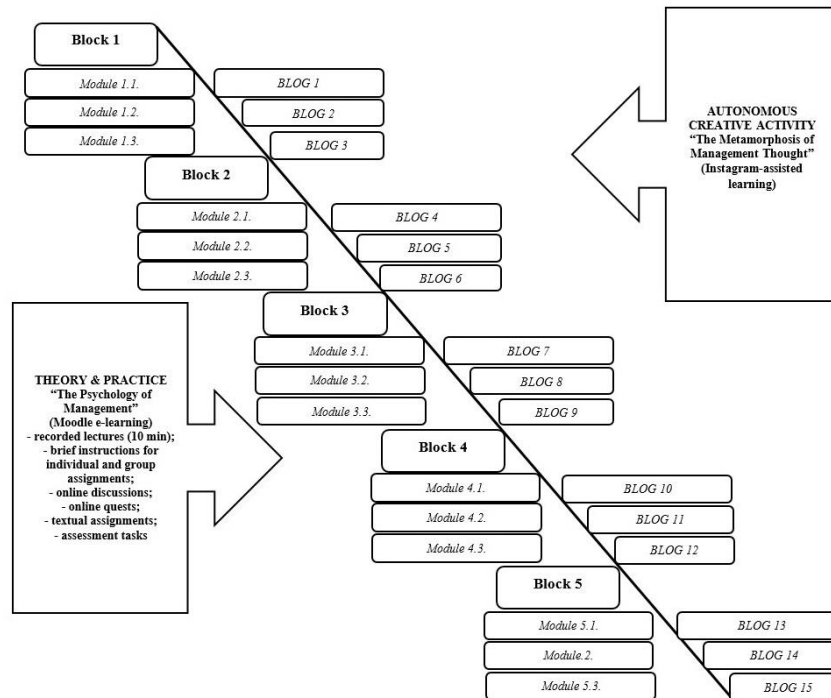 Block 1
Module 1.1.
BLOG 1
Module 1.2.
BLOG 2
Module 1.3.
BLOG 3
AUTONOMOUS
CREATIVE ACTIVITY
“The Metamorphosis of
Management Thought”
(Instagram-assisted
learning)
Block 2
Module 2.1.
BLOG 4
Module 2.2.
BLOG 5
Module 2.3.
BLOG 6
Block 3
Module 3.1.
BLOG 7
Module 3.2.
BLOG 8
Module 3.3.
BLOG 9
THEORY & PRACTICE
“The Psychology of
Management”
(Moodle e-learning)
- recorded lectures (10 min);
- brief instructions for
individual and group
assignments;
- online discussions;
- online quests;
- textual assignments;
- assessment tasks
Block 4
Module 4.1.
BLOG 10
Module 4.2.
BLOG 11
Module 4.3.
BLOG 12
Block 5
Module 5.1.
BLOG 13
Module.2.
BLOG 14
Module 5.3.
BLOG 15